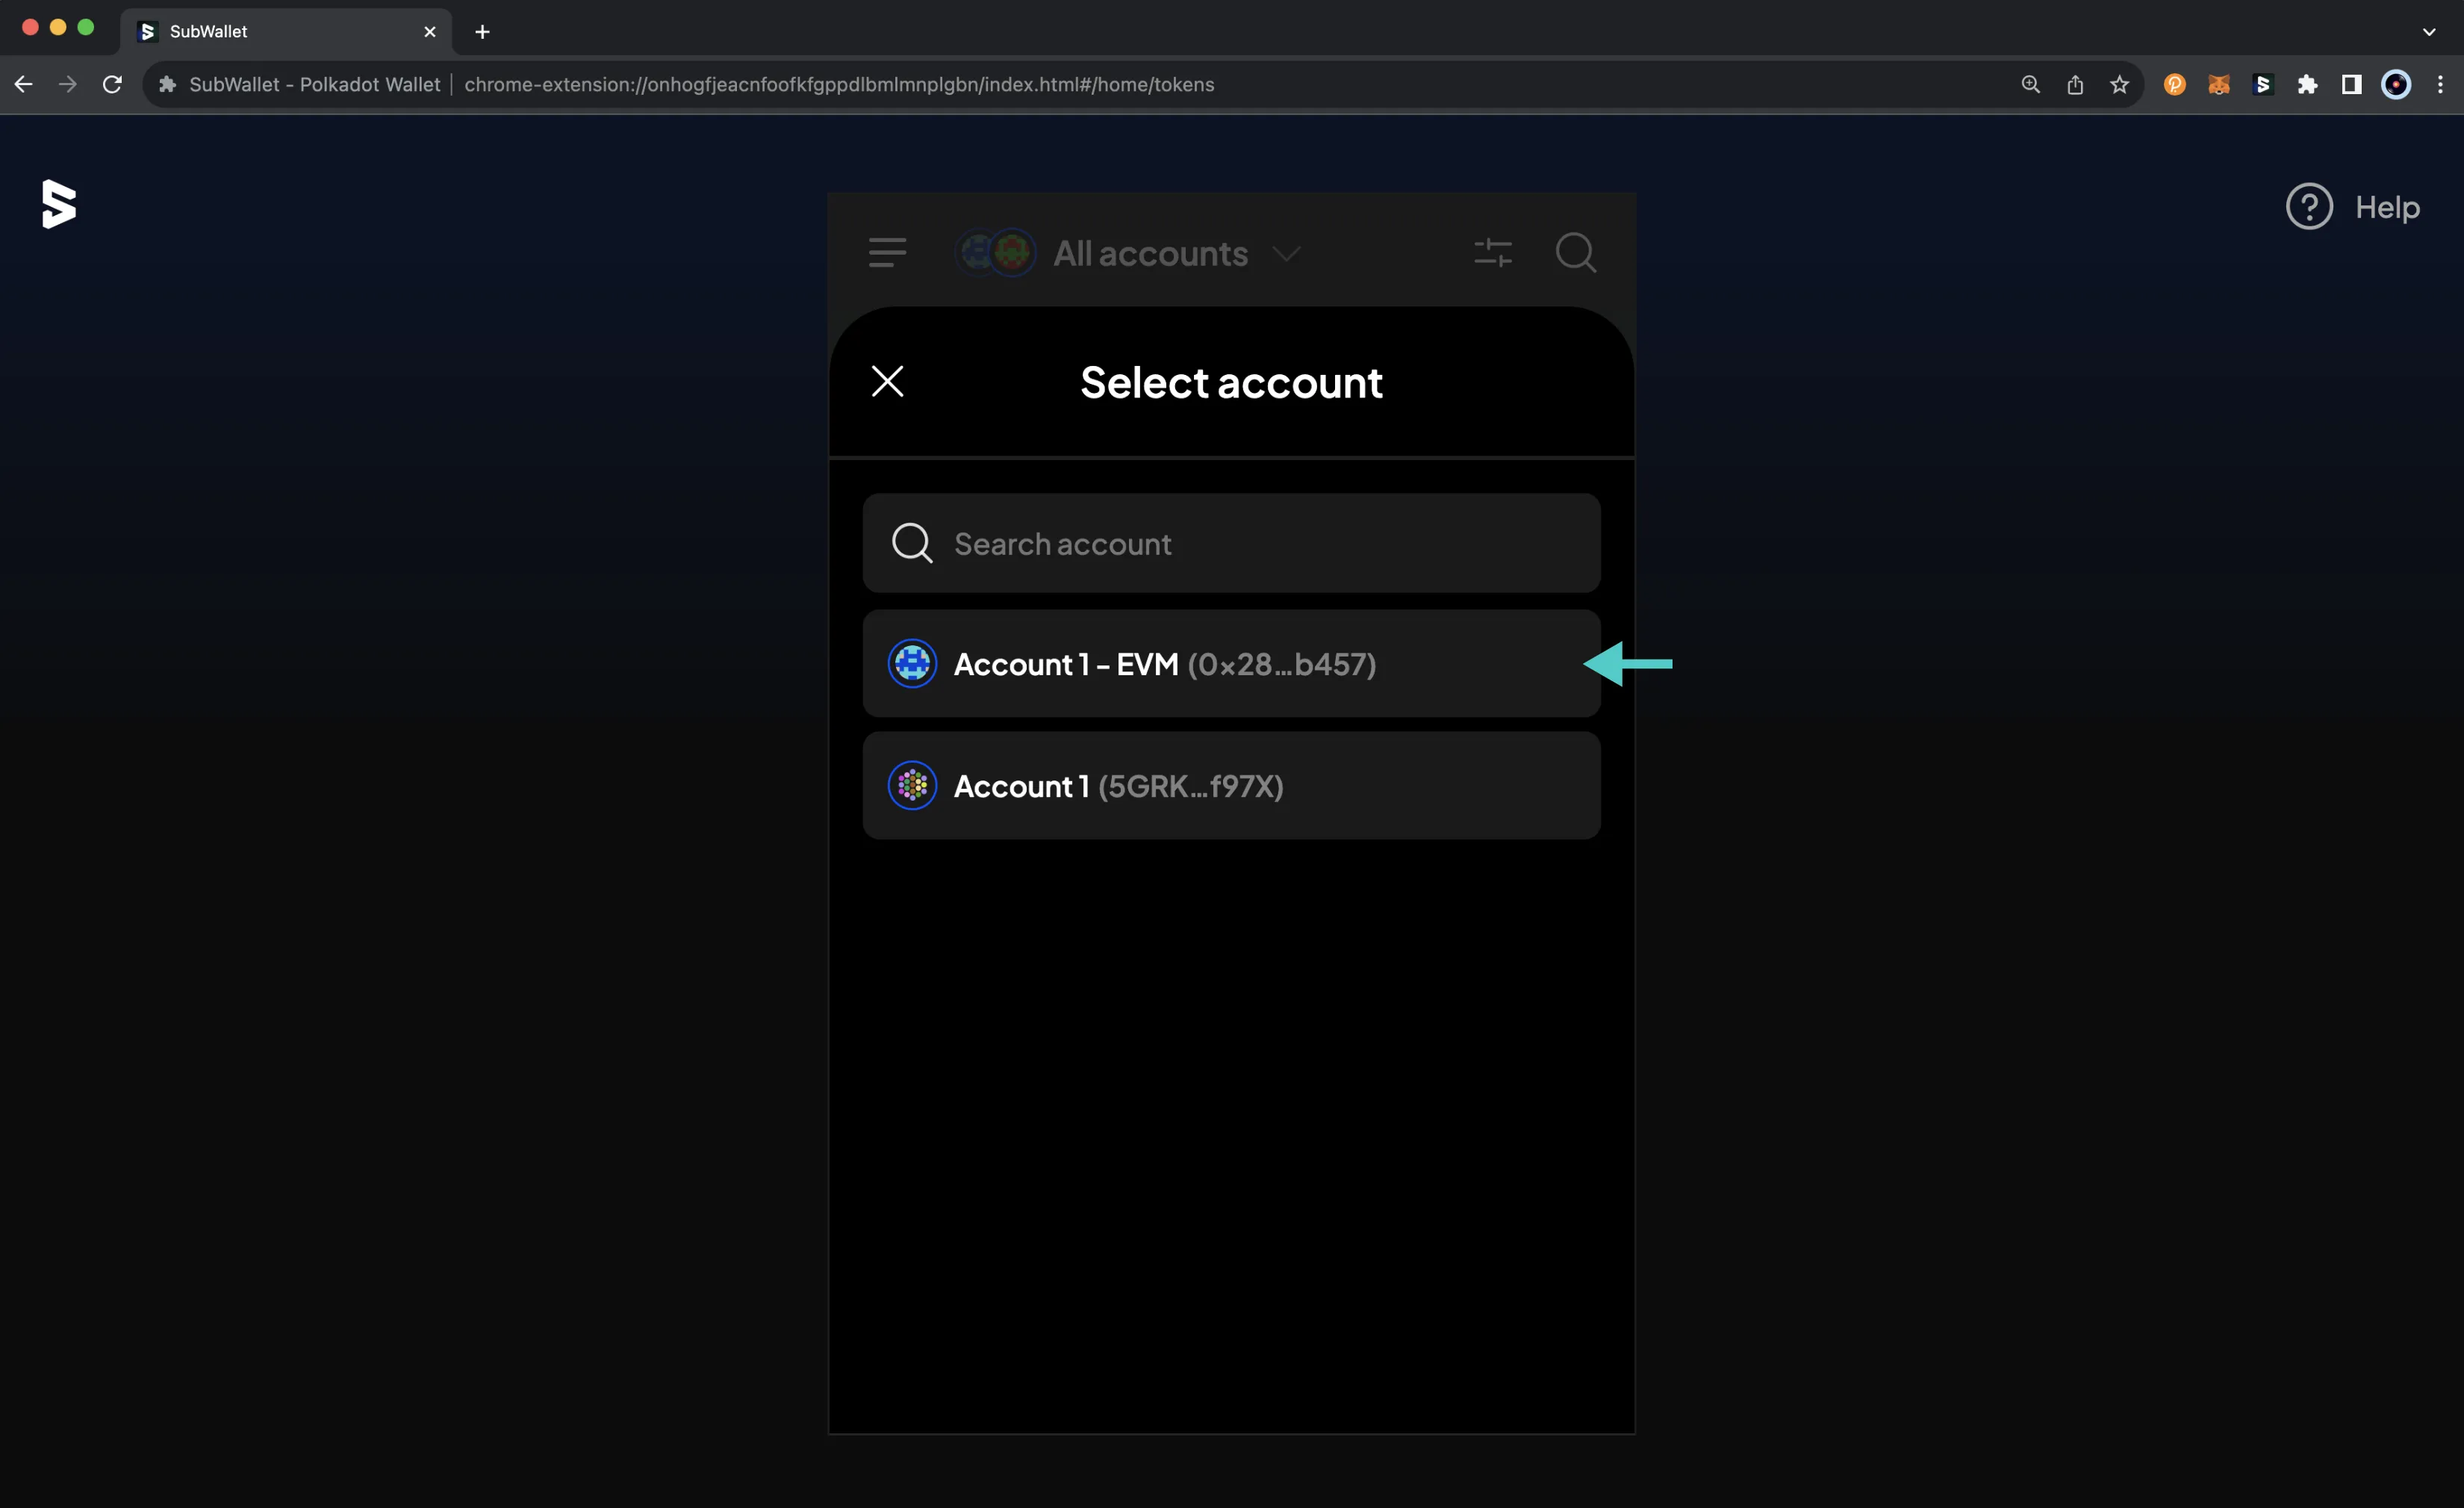 SubWallet
SubWallet - Polkadot Wallet chrome-extension://onhogfjeacnfoofkfgppdlbmlmnplgbn/index.html#/home/tokens
Help
All accounts
Select account
Search account
Account 1 - EVM (0x28...b457)
Account 1 (5GRK...f97X)